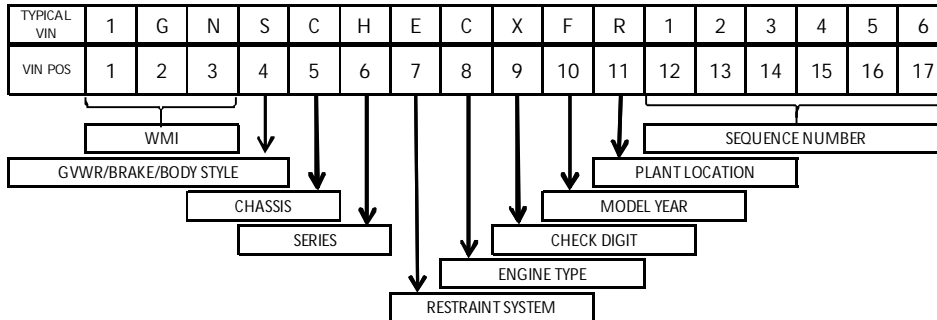 TYPICAL VIN 1 G N S C H E C X F R 1 2 3 4 5 6
VIN POS 1 2 3 4 5 6 7 8 9 10 11 12 13 14 15 16 17
WMI SEQUENCE NUMBER
GVWR/BRAKE/BODY STYLE PLANT LOCATION
CHASSIS MODEL YEAR
SERIES CHECK DIGIT
ENGINE TYPE
RESTRAINT SYSTEM